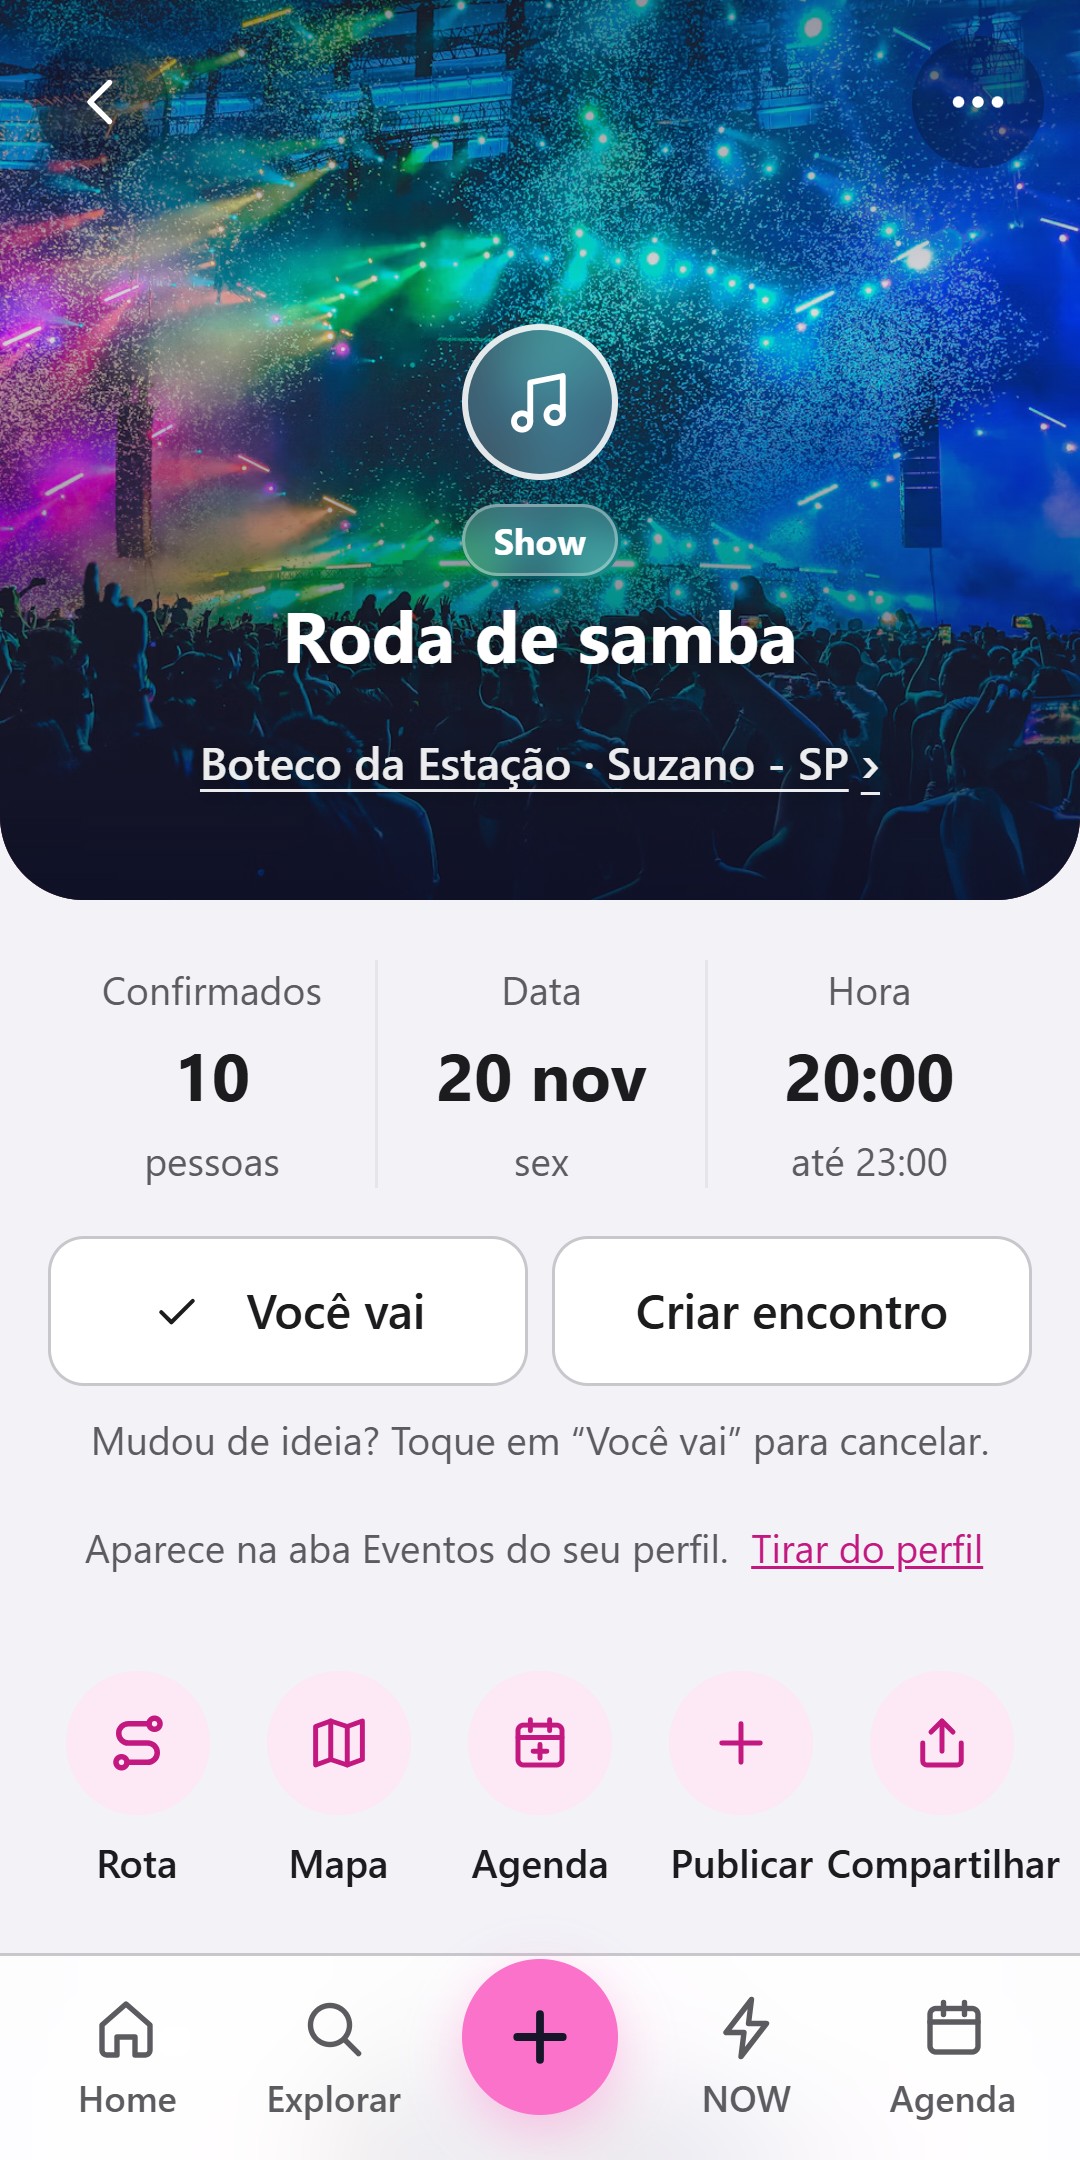 Show
Roda de samba
Boteco da Estação · Suzano - SP ›
Confirmados
10
pessoas
Data
20 nov
sex
Hora
20:00
até 23:00
Você vai
Criar encontro
Mudou de ideia? Toque em “Você vai” para cancelar.
Aparece na aba Eventos do seu perfil. Tirar do perfil
Rota
Mapa
Agenda
Publicar
Compartilhar
Home
Explorar
NOW
Agenda